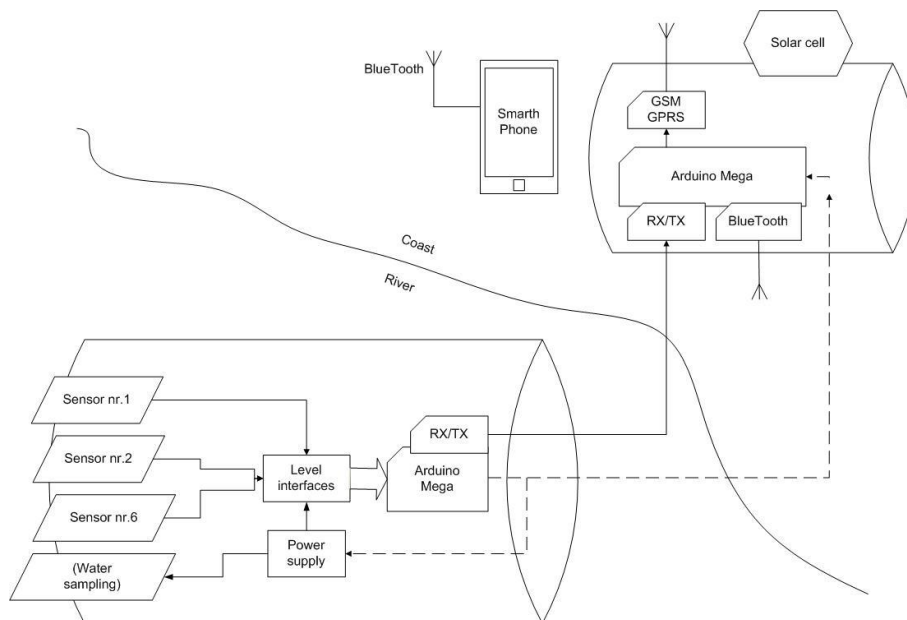 Solar cell
BlueTooth
Smarth
Phone
GSM
GPRS
Arduino Mega
RX/TX
BlueTooth
Coast
River
Sensor nr.1
Sensor nr.2
Sensor nr.6
(Water
sampling)
Level
interfaces
Power
supply
RX/TX
Arduino
Mega